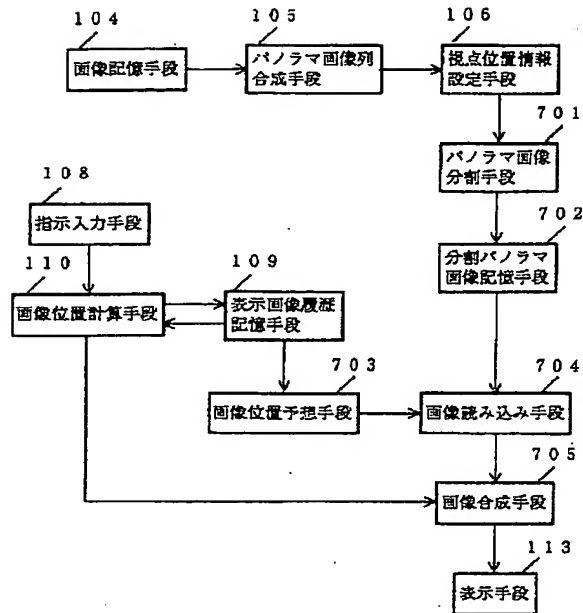 104
画像記憶手段
105
パノラマ画像列
合成手段
106
視点位置情報
設定手段
701
パノラマ画像
分割手段
108
指示入力手段
702
分割パノラマ
画像記憶手段
110
画像位置計算手段
109
表示画像履歴
記憶手段
703
画像位置予想手段
704
画像読み込み手段
705
画像合成手段
113
表示手段